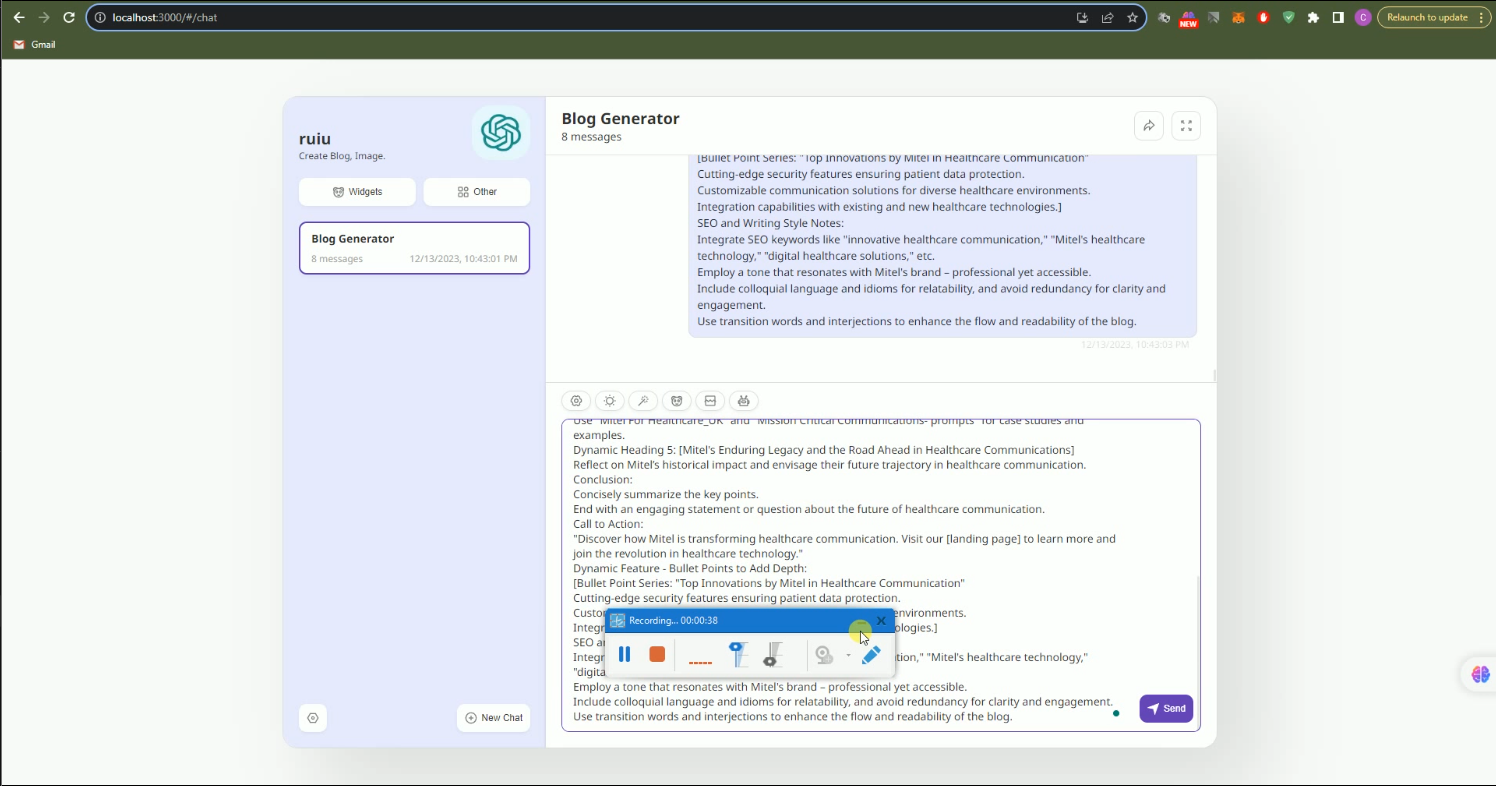 localhost:3000/#/chat
NEW
C
Relaunch to update
Gmail
ruiu
Create Blog, Image.
Widgets
Other
Blog Generator
8 messages
12/13/2023, 10:43:01 PM
New Chat
Blog Generator
8 messages
[Bullet Point Series: "Top Innovations by Mitel in Healthcare Communication"
Cutting-edge security features ensuring patient data protection.
Customizable communication solutions for diverse healthcare environments.
Integration capabilities with existing and new healthcare technologies.]
SEO and Writing Style Notes:
Integrate SEO keywords like "innovative healthcare communication," "Mitel's healthcare
technology," "digital healthcare solutions," etc.
Employ a tone that resonates with Mitel's brand – professional yet accessible.
Include colloquial language and idioms for relatability, and avoid redundancy for clarity and
engagement.
Use transition words and interjections to enhance the flow and readability of the blog.
12/13/2023, 10:43:03 PM
Use "Mitel For Healthcare_UK" and "Mission Critical Communications- prompts" for case studies and
examples.
Dynamic Heading 5: [Mitel's Enduring Legacy and the Road Ahead in Healthcare Communications]
Reflect on Mitel's historical impact and envisage their future trajectory in healthcare communication.
Conclusion:
Concisely summarize the key points.
End with an engaging statement or question about the future of healthcare communication.
Call to Action:
"Discover how Mitel is transforming healthcare communication. Visit our [landing page] to learn more and
join the revolution in healthcare technology."
Dynamic Feature - Bullet Points to Add Depth:
[Bullet Point Series: "Top Innovations by Mitel in Healthcare Communication"
Cutting-edge security features ensuring patient data protection.
environments.
Recording... 00:00:38
SEO
"Mitel's healthcare technology,"
Employ a tone that resonates with Mitel's brand – professional yet accessible.
Include colloquial language and idioms for relatability, and avoid redundancy for clarity and engagement.
Use transition words and interjections to enhance the flow and readability of the blog.
Send